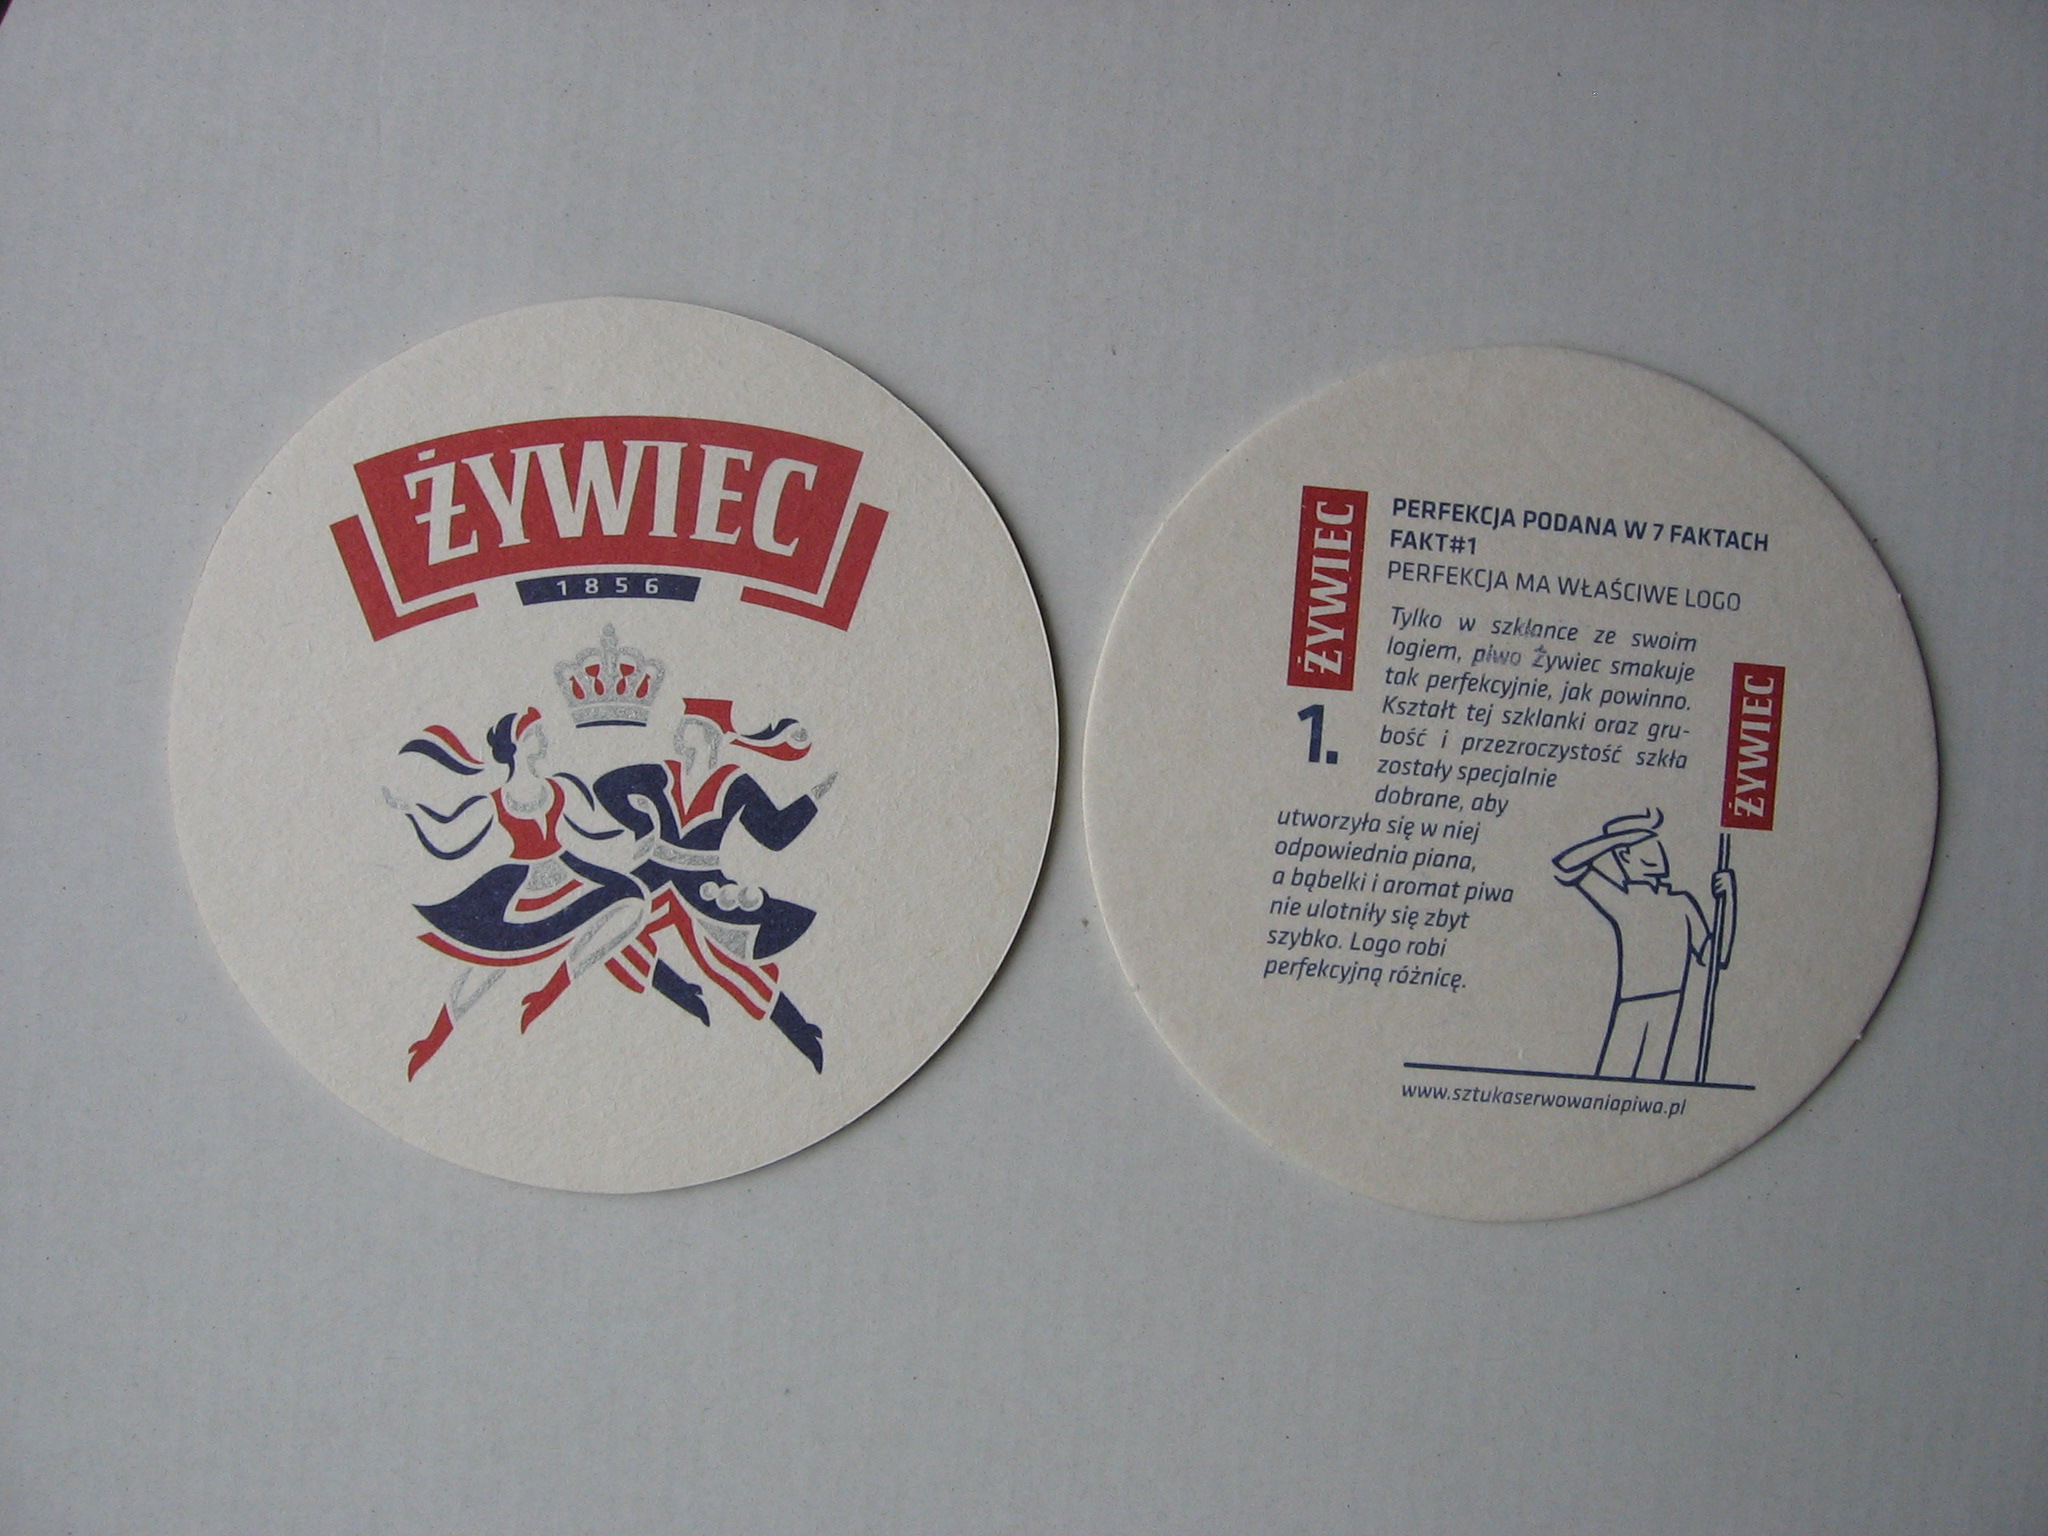 ŻYWIEC
1856
ŻYWIEC
1.
PERFEKCJA PODANA W 7 FAKTACH
FAKT#1
PERFEKCJA MA WŁAŚCIWE LOGO
Tylko w szklance ze swoim
logiem, piwo Żywiec smakuje
tak perfekcyjnie, jak powinno.
Kształt tej szklanki oraz gru-
bość i przezroczystość szkła
zostały specjalnie
dobrane, aby
utworzyła się w niej
odpowiednia piana,
a bąbelki i aromat piwa
nie ulotniły się zbyt
szybko. Logo robi
perfekcyjną różnicę.
ŻYWIEC
www.sztukaserwowaniapiwa.pl